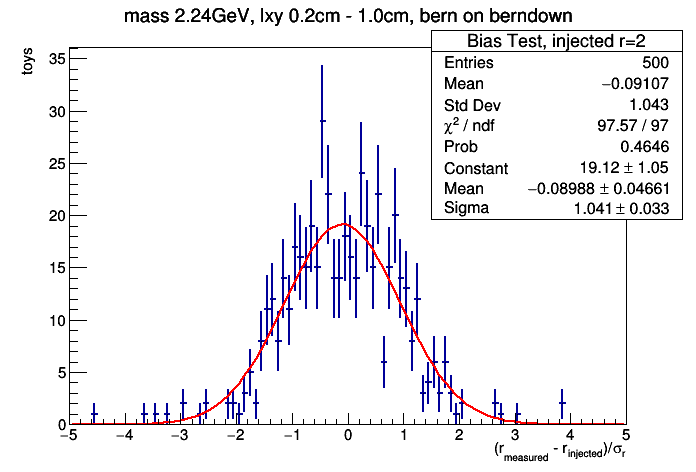 mass 2.24GeV, lxy 0.2cm - 1.0cm, bern on berndown
Bias Test, injected r=2
Entries 500
Mean −0.09107
Std Dev 1.043
χ² / ndf 97.57 / 97
Prob 0.4646
Constant 19.12 ± 1.05
Mean −0.08988 ± 0.04661
Sigma 1.041 ± 0.033
toys
35
30
25
20
15
10
5
0
−5 −4 −3 −2 −1 0 1 2 3 4 5
(r_measured - r_injected)/σ_r